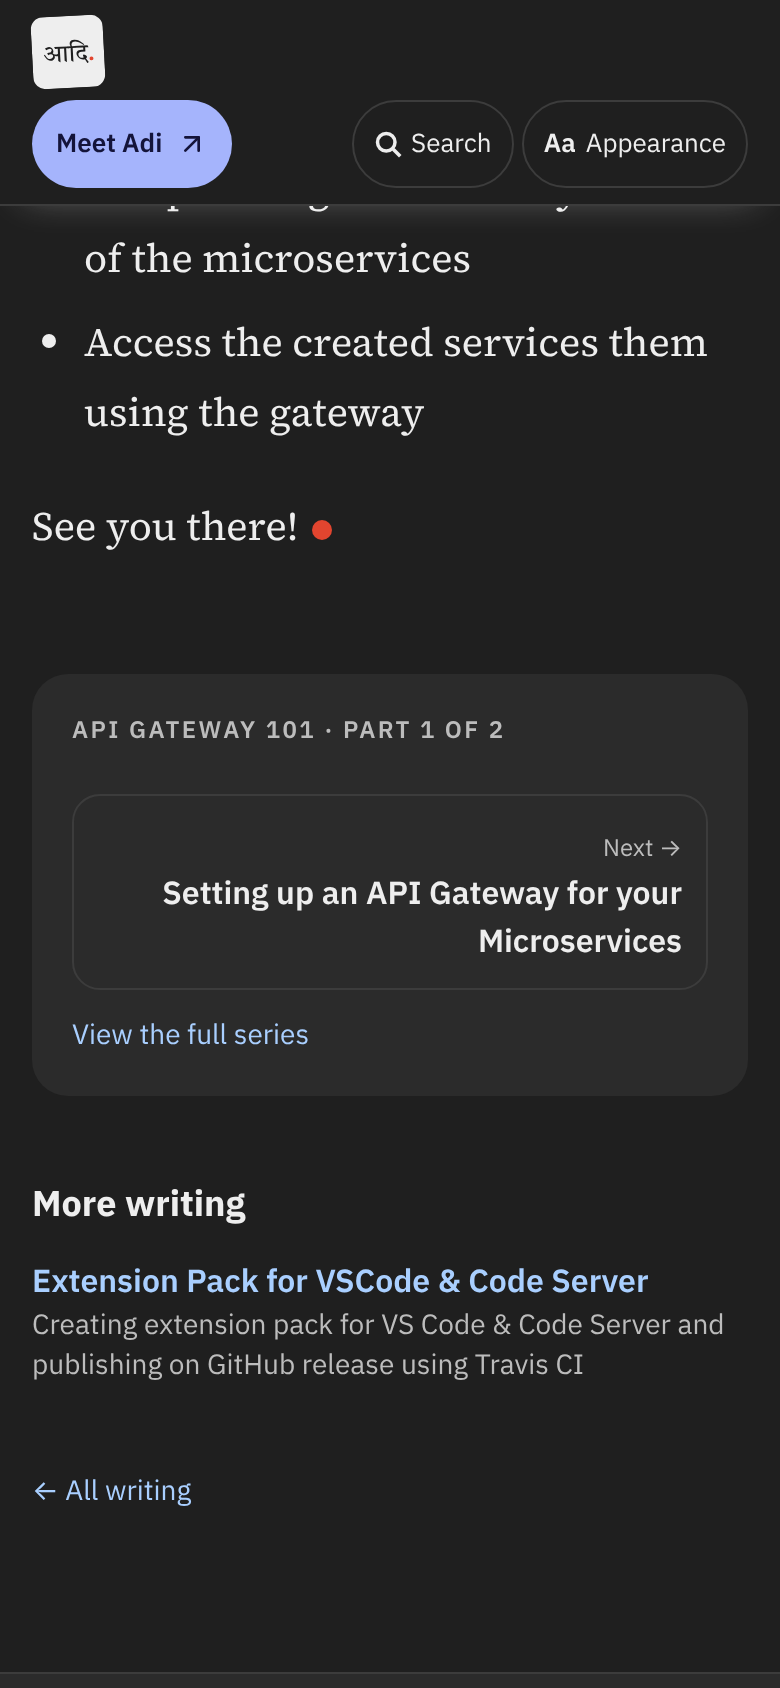 आदि.
Meet Adi
Search
Aa Appearance
of the microservices
• Access the created services them
using the gateway
See you there!
API GATEWAY 101 · PART 1 OF 2
Next →
Setting up an API Gateway for your
Microservices
View the full series
More writing
Extension Pack for VSCode & Code Server
Creating extension pack for VS Code & Code Server and
publishing on GitHub release using Travis CI
← All writing